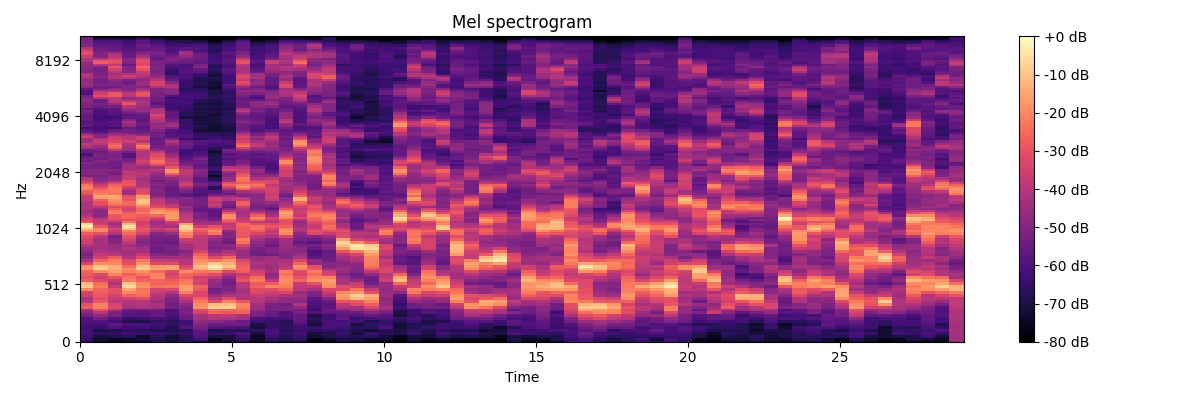 Mel spectrogram
8192
4096
2048
1024
512
0
Hz
0 5 10 15 20 25
Time
+0 dB
-10 dB
-20 dB
-30 dB
-40 dB
-50 dB
-60 dB
-70 dB
-80 dB